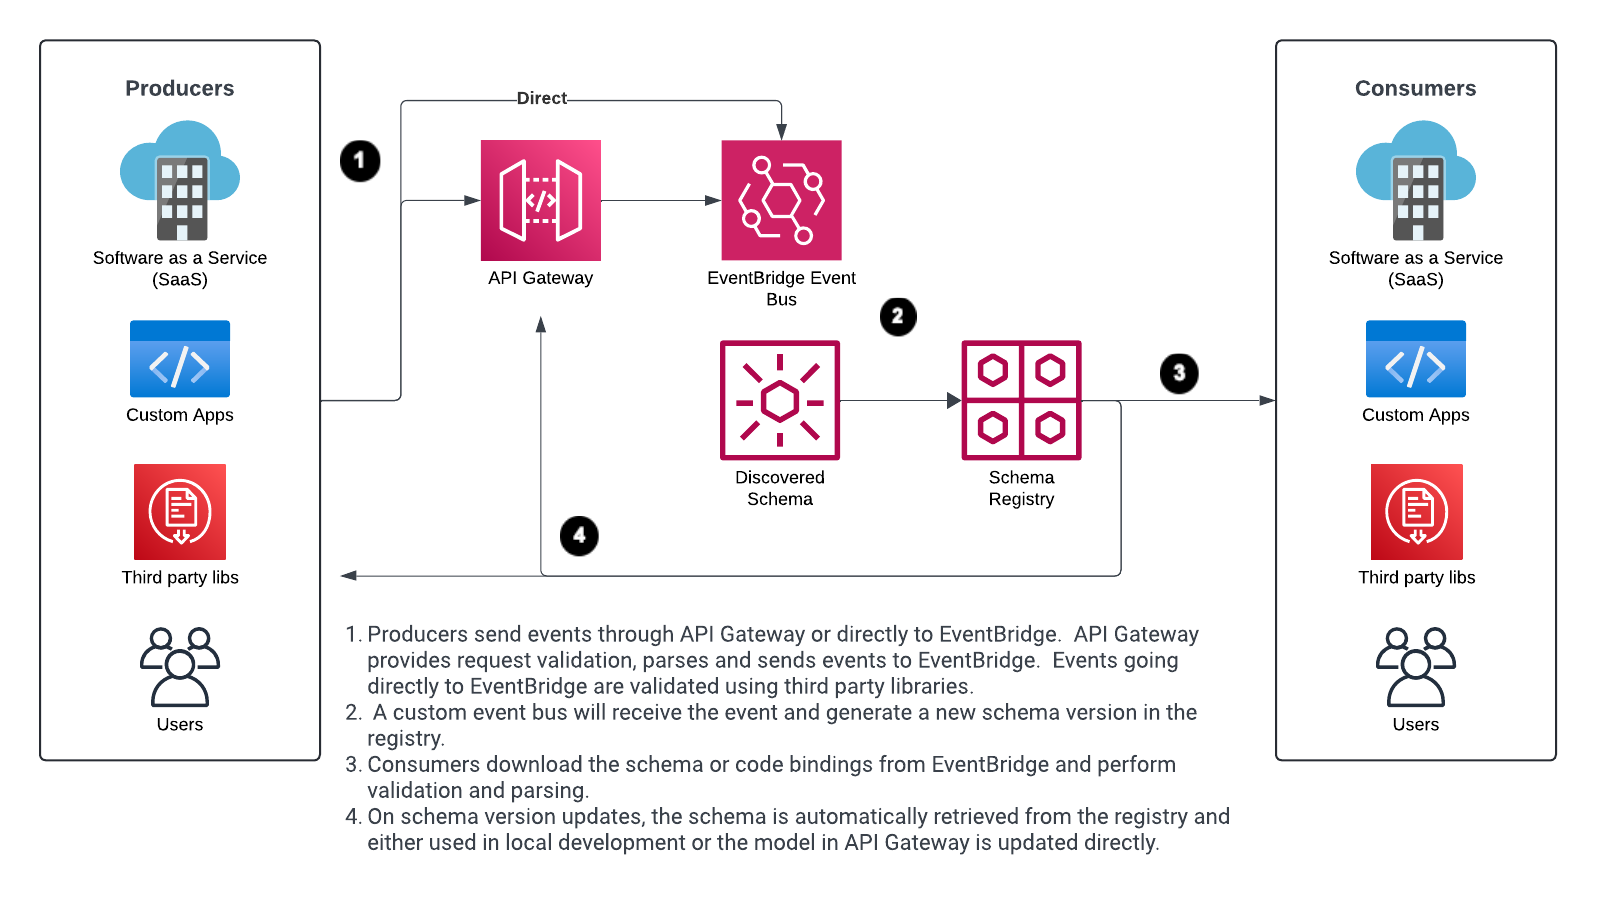 Producers
Software as a Service
(SaaS)
Custom Apps
Third party libs
Users
1
Direct
API Gateway
EventBridge Event
Bus
2
Discovered
Schema
Schema
Registry
3
4
Consumers
Software as a Service
(SaaS)
Custom Apps
Third party libs
Users
1. Producers send events through API Gateway or directly to EventBridge.  API Gateway
provides request validation, parses and sends events to EventBridge.  Events going
directly to EventBridge are validated using third party libraries.
2.  A custom event bus will receive the event and generate a new schema version in the
registry.
3. Consumers download the schema or code bindings from EventBridge and perform
validation and parsing.
4. On schema version updates, the schema is automatically retrieved from the registry and
either used in local development or the model in API Gateway is updated directly.